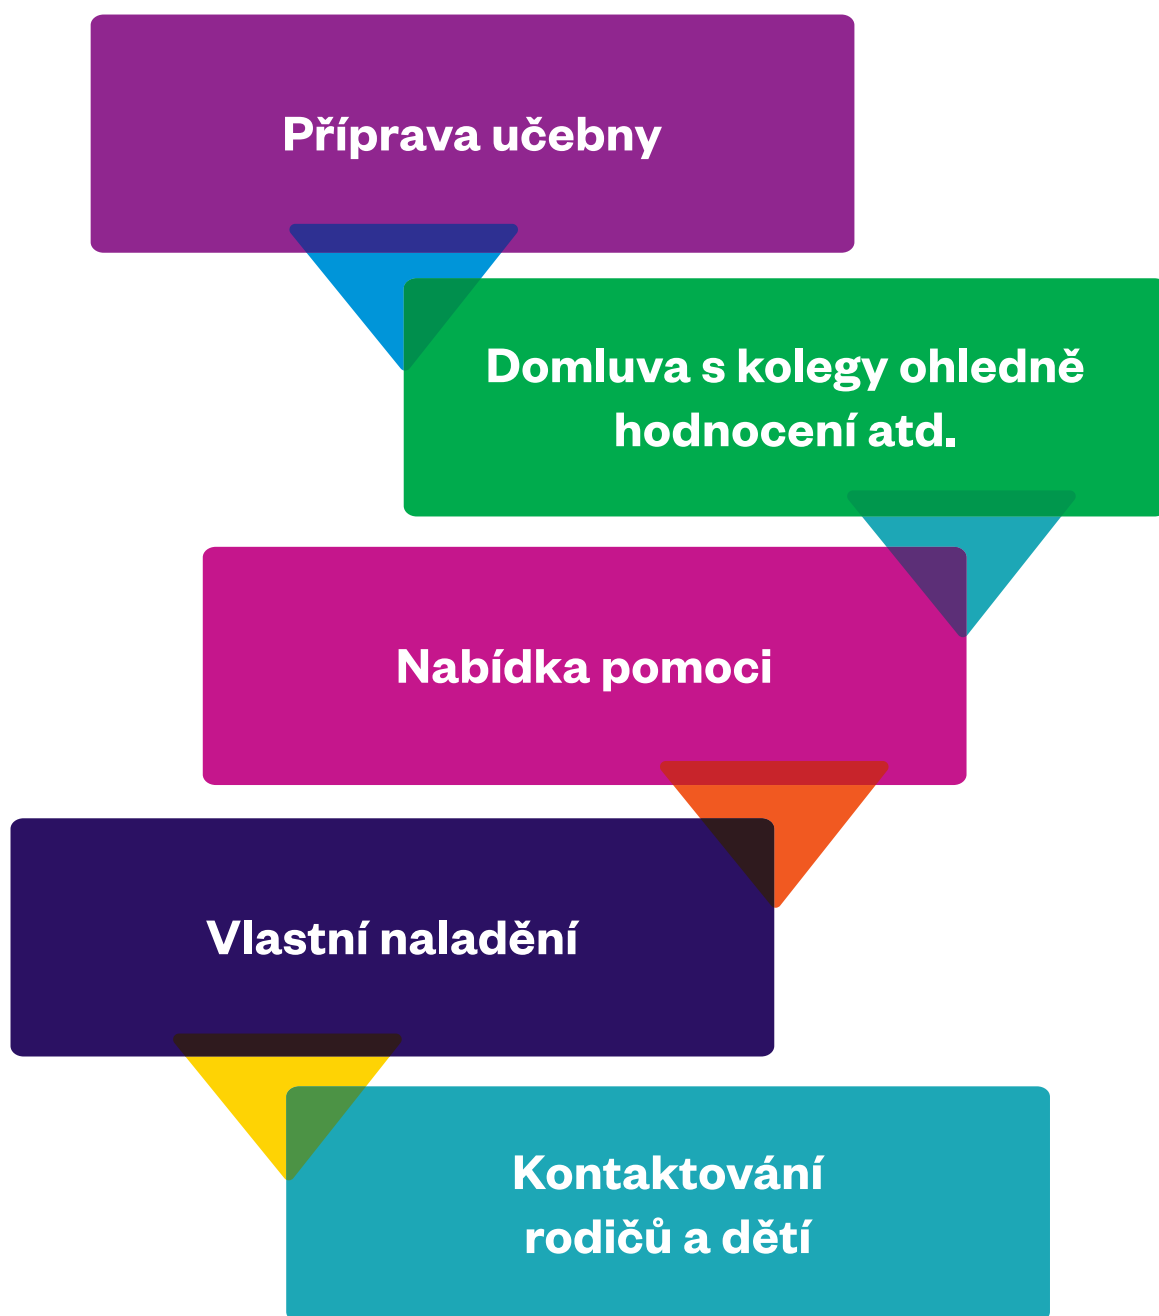 Příprava učebny
Domluva s kolegy ohledně
hodnocení atd.
Nabídka pomoci
Vlastní naladění
Kontaktování
rodičů a dětí